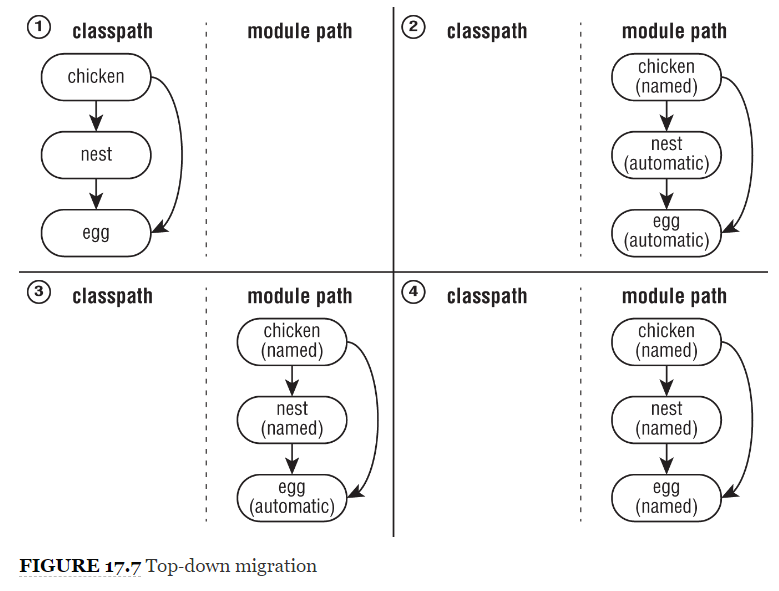 1 classpath module path
chicken
nest
egg
2 classpath module path
chicken
(named)
nest
(automatic)
egg
(automatic)
3 classpath module path
chicken
(named)
nest
(named)
egg
(automatic)
4 classpath module path
chicken
(named)
nest
(named)
egg
(named)
FIGURE 17.7 Top-down migration